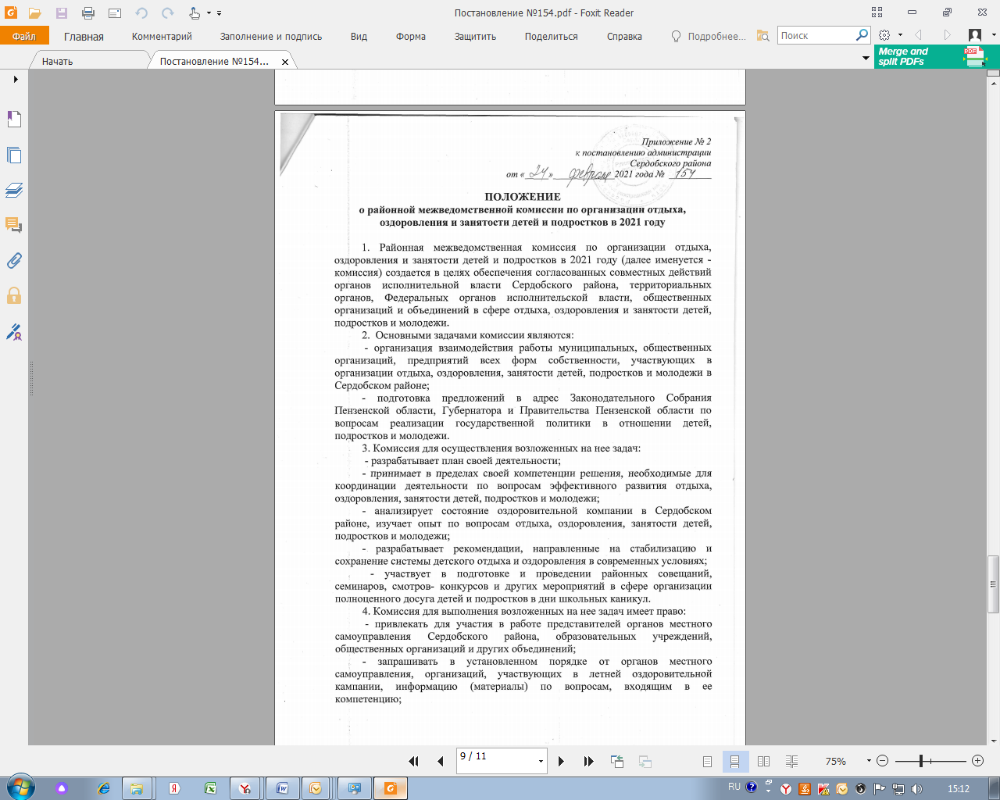 Постановление №154.pdf - Foxit Reader
Файл Главная Комментарий Заполнение и подпись Вид Форма Защитить Поделиться Справка Подробнее... Поиск
Начать Постановление №154... Merge and
split PDFs
PDF
Приложение № 2
к постановлению администрации
Сердобского района
от «24» февраля 2021 года № 154
ПОЛОЖЕНИЕ
о районной межведомственной комиссии по организации отдыха,
оздоровления и занятости детей и подростков в 2021 году
1. Районная межведомственная комиссия по организации отдыха,
оздоровления и занятости детей и подростков в 2021 году (далее именуется -
комиссия) создается в целях обеспечения согласованных совместных действий
органов исполнительной власти Сердобского района, территориальных
органов, Федеральных органов исполнительской власти, общественных
организаций и объединений в сфере отдыха, оздоровления и занятости детей,
подростков и молодежи.
2. Основными задачами комиссии являются:
- организация взаимодействия работы муниципальных, общественных
организаций, предприятий всех форм собственности, участвующих в
организации отдыха, оздоровления, занятости детей, подростков и молодежи в
Сердобском районе;
- подготовка предложений в адрес Законодательного Собрания
Пензенской области, Губернатора и Правительства Пензенской области по
вопросам реализации государственной политики в отношении детей,
подростков и молодежи.
3. Комиссия для осуществления возложенных на нее задач:
- разрабатывает план своей деятельности;
- принимает в пределах своей компетенции решения, необходимые для
координации деятельности по вопросам эффективного развития отдыха,
оздоровления, занятости детей, подростков и молодежи;
- анализирует состояние оздоровительной компании в Сердобском
районе, изучает опыт по вопросам отдыха, оздоровления, занятости детей,
подростков и молодежи;
- разрабатывает рекомендации, направленные на стабилизацию и
сохранение системы детского отдыха и оздоровления в современных условиях;
- участвует в подготовке и проведении районных совещаний,
семинаров, смотров- конкурсов и других мероприятий в сфере организации
полноценного досуга детей и подростков в дни школьных каникул.
4. Комиссия для выполнения возложенных на нее задач имеет право:
- привлекать для участия в работе представителей органов местного
самоуправления Сердобского района, образовательных учреждений,
общественных организаций и других объединений;
- запрашивать в установленном порядке от органов местного
самоуправления, организаций, участвующих в летней оздоровительной
кампании, информацию (материалы) по вопросам, входящим в ее
компетенцию;
9 / 11 75%
RU 15:12